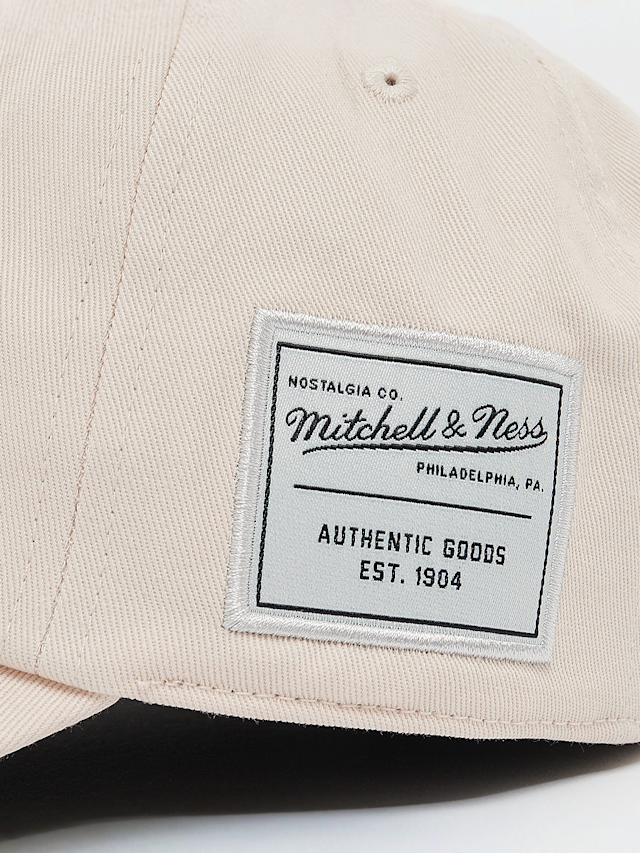 NOSTALGIA CO.
Mitchell & Ness
PHILADELPHIA, PA.
AUTHENTIC GOODS
EST. 1904